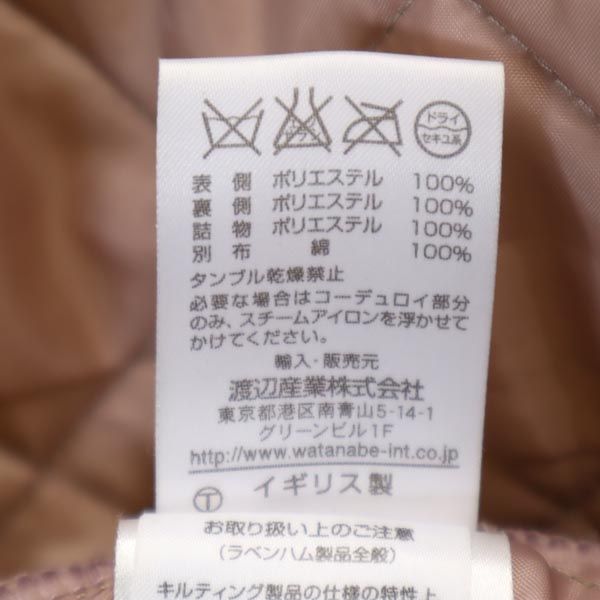 エンソ
サラシ
ドライ
セキユ系
表側 ポリエステル 100%
裏側 ポリエステル 100%
詰物 ポリエステル 100%
別布 綿 100%
タンブル乾燥禁止
必要な場合はコーデュロイ部分
のみ、スチームアイロンを浮かせて
かけてください。
輸入・販売元
渡辺産業株式会社
東京都港区南青山5-14-1
グリーンビル1F
http://www.watanabe-int.co.jp
Ⓣ イギリス製
お取り扱い上のご注意
(ラベンハム製品全般)
キルティング製品の仕様の特性上